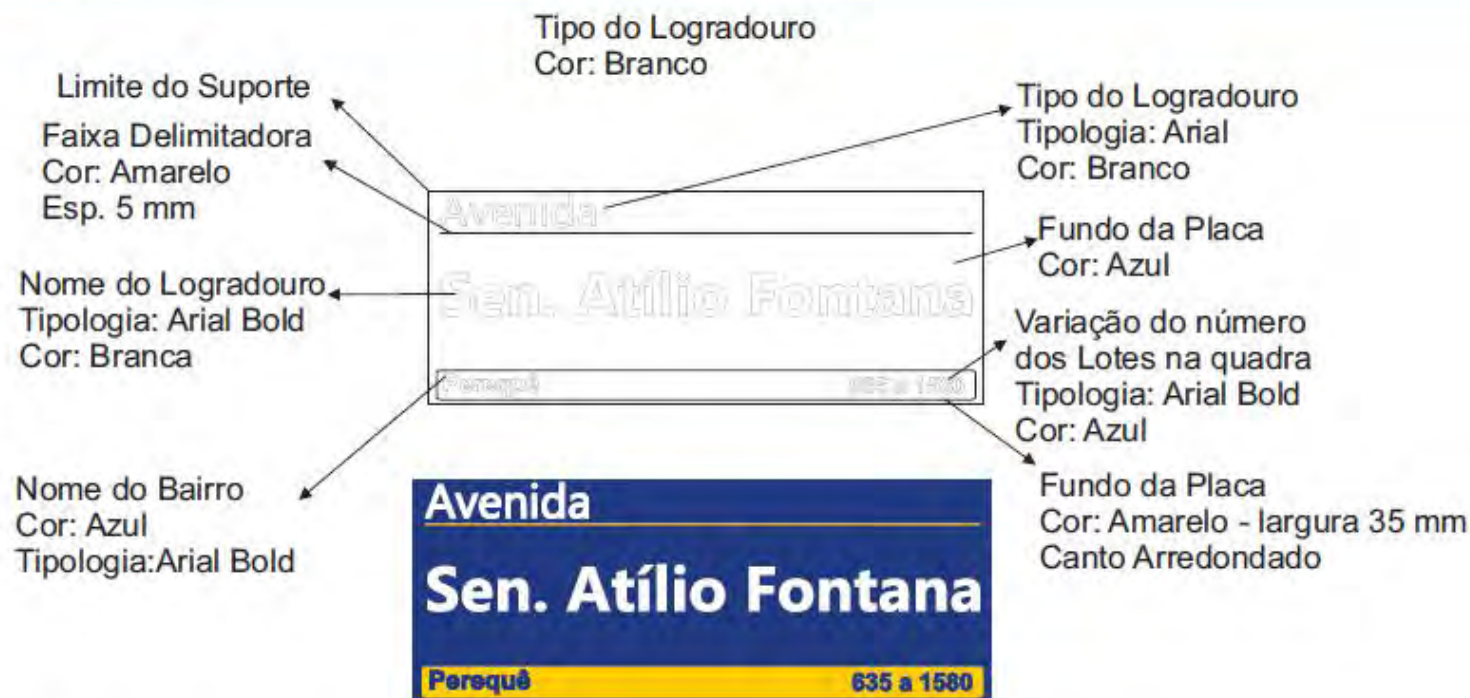 Tipo do Logradouro
Cor: Branco
Limite do Suporte
Faixa Delimitadora
Cor: Amarelo
Esp. 5 mm
Nome do Logradouro
Tipologia: Arial Bold
Cor: Branca
Nome do Bairro
Cor: Azul
Tipologia:Arial Bold
Avenida
Sen. Atílio Fontana
Perequê 635 a 1580
Tipo do Logradouro
Tipologia: Arial
Cor: Branco
Fundo da Placa
Cor: Azul
Variação do número
dos Lotes na quadra
Tipologia: Arial Bold
Cor: Azul
Fundo da Placa
Cor: Amarelo - largura 35 mm
Canto Arredondado
Avenida
Sen. Atílio Fontana
Perequê 635 a 1580